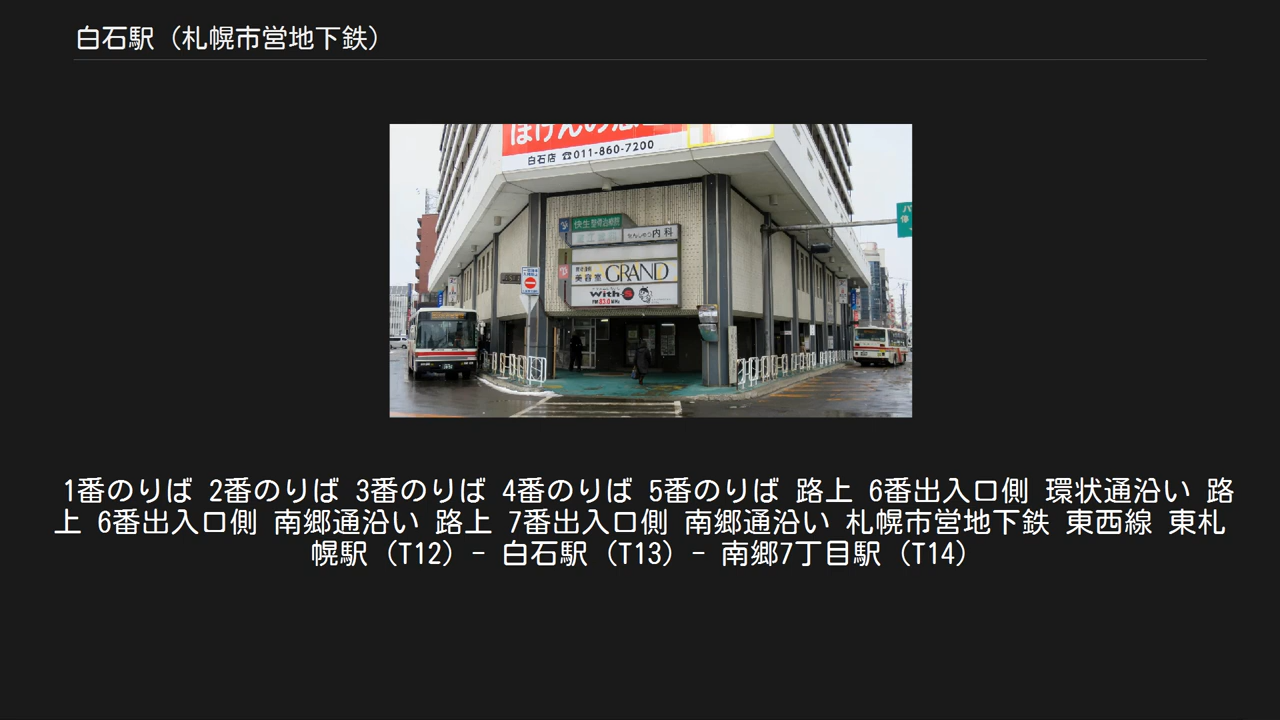 白石駅（札幌市営地下鉄）
白石店 ☎011-860-7200
内科
美容室 GRAND
With
1番のりば 2番のりば 3番のりば 4番のりば 5番のりば 路上 6番出入口側 環状通沿い 路
上 6番出入口側 南郷通沿い 路上 7番出入口側 南郷通沿い 札幌市営地下鉄 東西線 東札
幌駅（T12）- 白石駅（T13）- 南郷7丁目駅（T14）